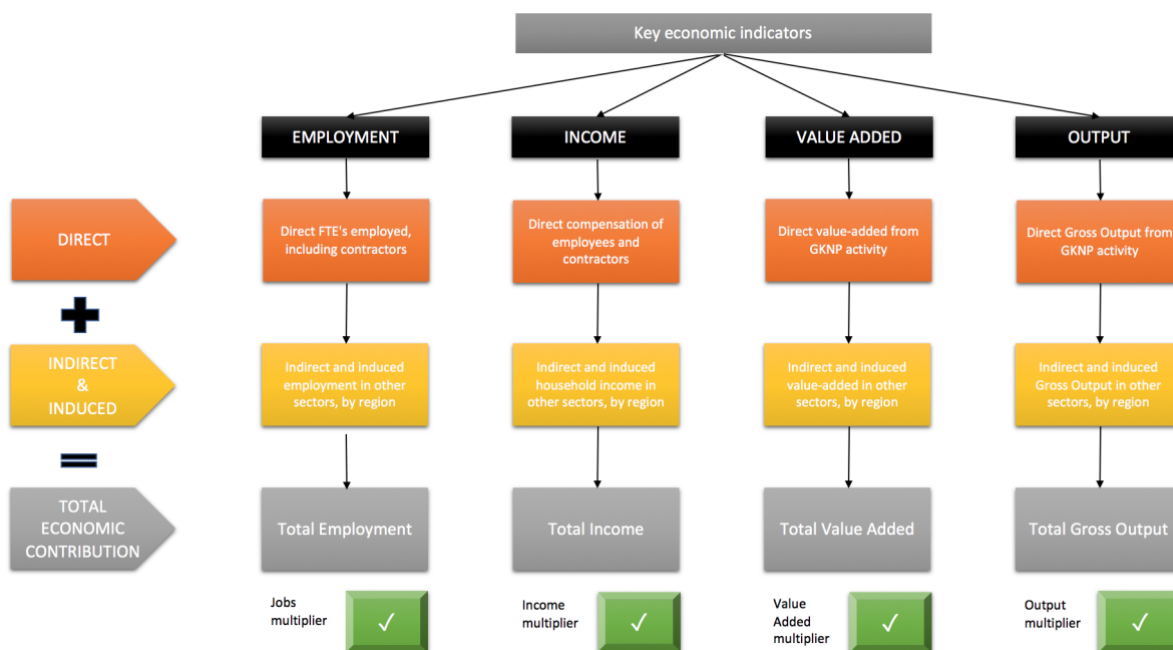 Key economic indicators
EMPLOYMENT
INCOME
VALUE ADDED
OUTPUT
DIRECT
Direct FTE's employed,
including contractors
Direct compensation of
employees and
contractors
Direct value-added from
GKNP activity
Direct Gross Output from
GKNP activity
INDIRECT
&
INDUCED
Indirect and induced
employment in other
sectors, by region
Indirect and induced
household income in
other sectors, by region
Indirect and induced
value-added in other
sectors, by region
Indirect and induced
Gross Output in other
sectors, by region
TOTAL
ECONOMIC
CONTRIBUTION
Total Employment
Total Income
Total Value Added
Total Gross Output
Jobs
multiplier
Income
multiplier
Value
Added
multiplier
Output
multiplier